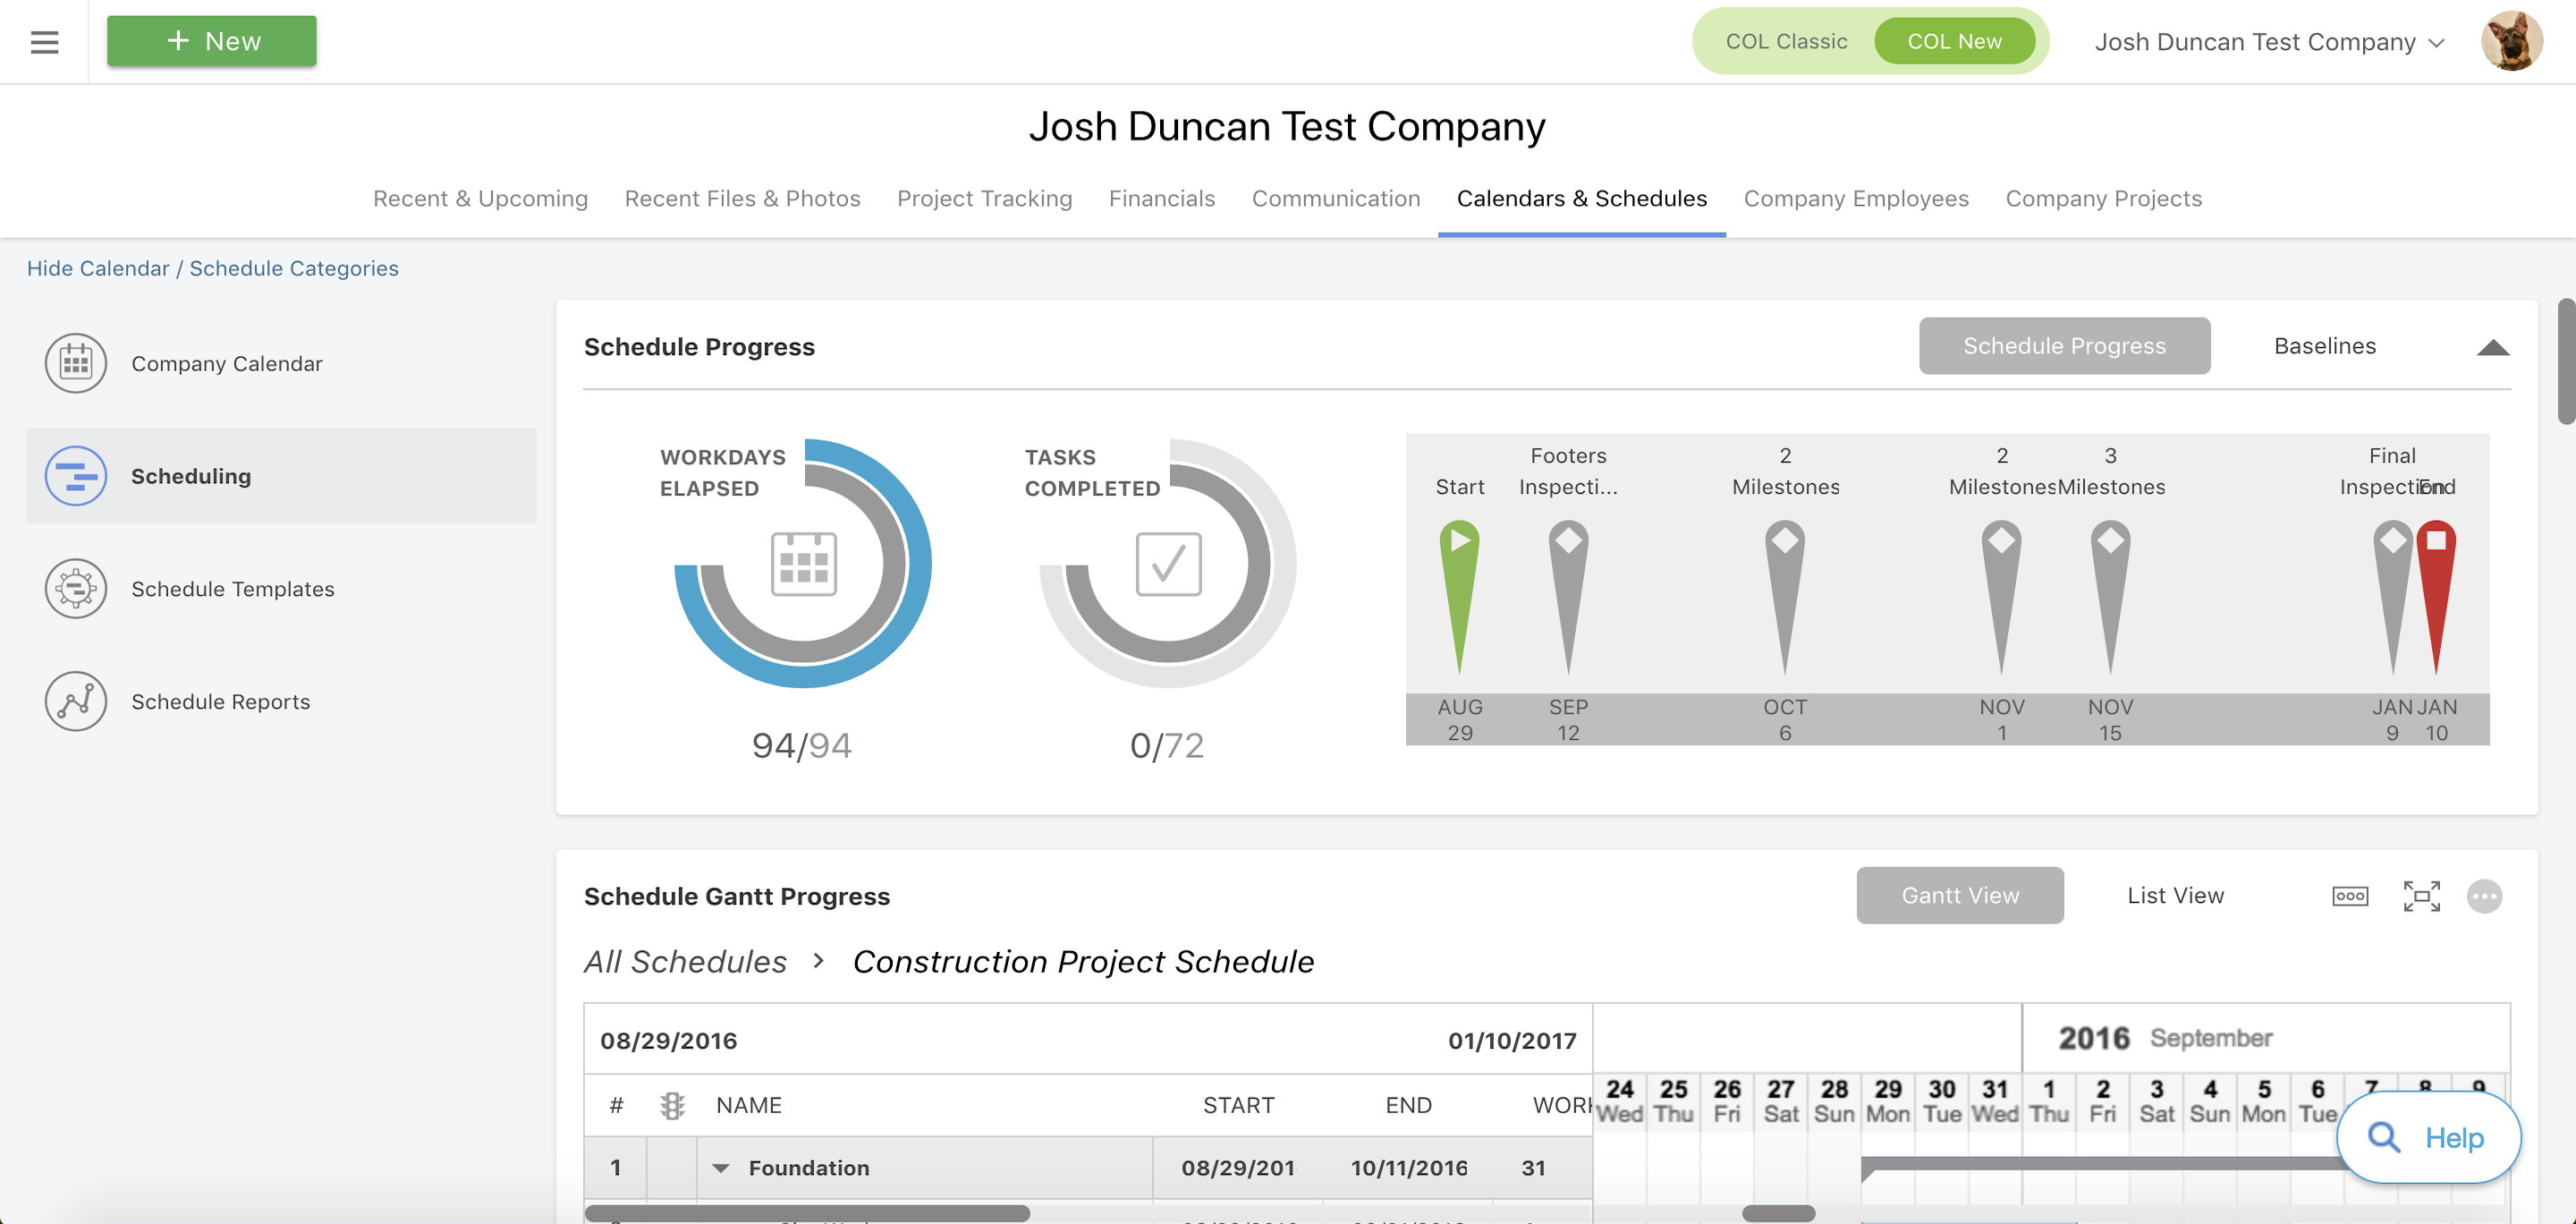 + New
COL Classic
COL New
Josh Duncan Test Company
Josh Duncan Test Company
Recent & Upcoming
Recent Files & Photos
Project Tracking
Financials
Communication
Calendars & Schedules
Company Employees
Company Projects
Hide Calendar / Schedule Categories
Company Calendar
Scheduling
Schedule Templates
Schedule Reports
Schedule Progress
Schedule Progress
Baselines
WORKDAYS
ELAPSED
94/94
TASKS
COMPLETED
0/72
Start
Footers
Inspecti...
2
Milestones
2
Milestones
3
Milestones
Final
Inspection
End
AUG
29
SEP
12
OCT
6
NOV
1
NOV
15
JAN
9
JAN
10
Schedule Gantt Progress
Gantt View
List View
All Schedules > Construction Project Schedule
08/29/2016
01/10/2017
2016 September
# NAME START END WORK
24 25 26 27 28 29 30 31 1 2 3 4 5 6 7 8 9
Wed Thu Fri Sat Sun Mon Tue Wed Thu Fri Sat Sun Mon Tue
1 Foundation 08/29/201 10/11/2016 31
Help